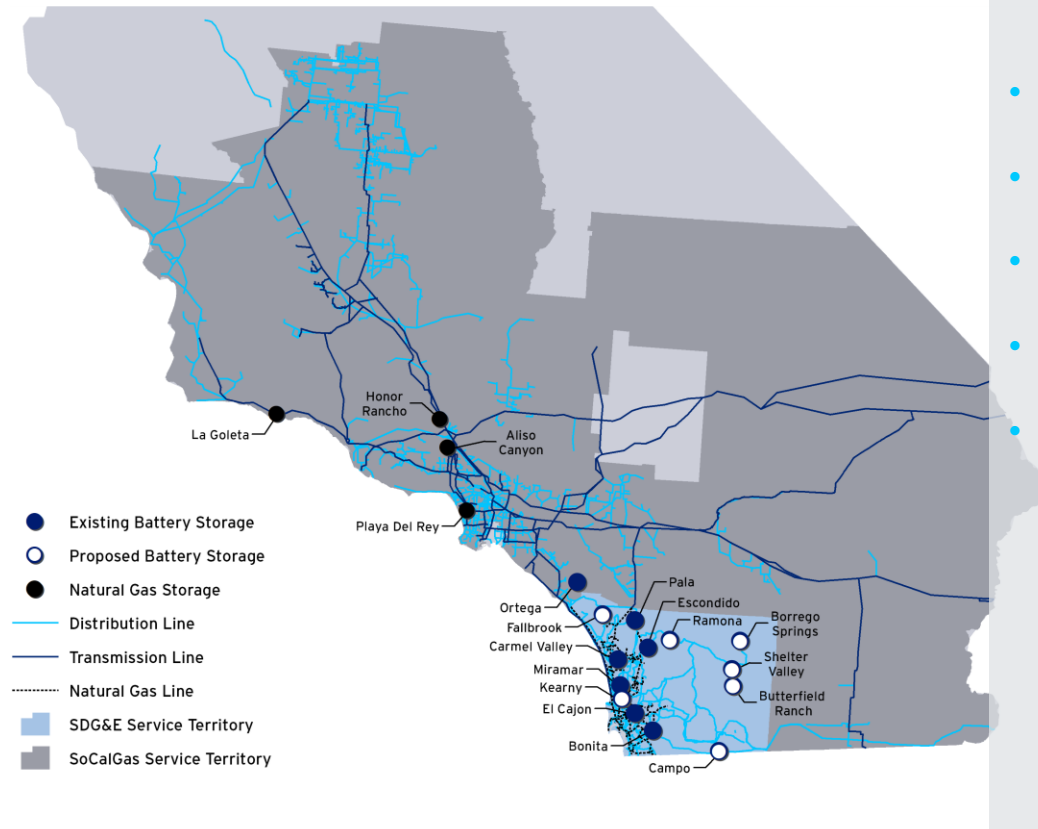 Honor
Rancho
La Goleta
Aliso
Canyon
Playa Del Rey
Existing Battery Storage
Proposed Battery Storage
Natural Gas Storage
Distribution Line
Transmission Line
Natural Gas Line
SDG&E Service Territory
SoCalGas Service Territory
Pala
Ortega
Escondido
Fallbrook
Ramona
Borrego
Springs
Carmel Valley
Shelter
Valley
Miramar
Kearny
Butterfield
Ranch
El Cajon
Bonita
Campo